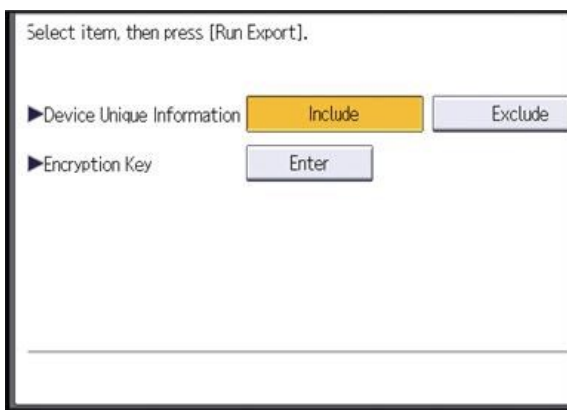 Select item, then press [Run Export].
►Device Unique Information Include Exclude
►Encryption Key Enter